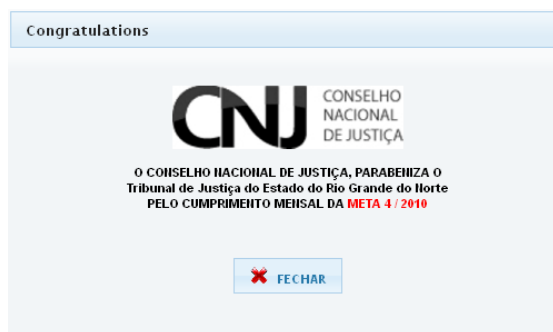 Congratulations
CNJ CONSELHO
NACIONAL
DE JUSTIÇA
O CONSELHO NACIONAL DE JUSTIÇA, PARABENIZA O
Tribunal de Justiça do Estado do Rio Grande do Norte
PELO CUMPRIMENTO MENSAL DA META 4 / 2010
FECHAR